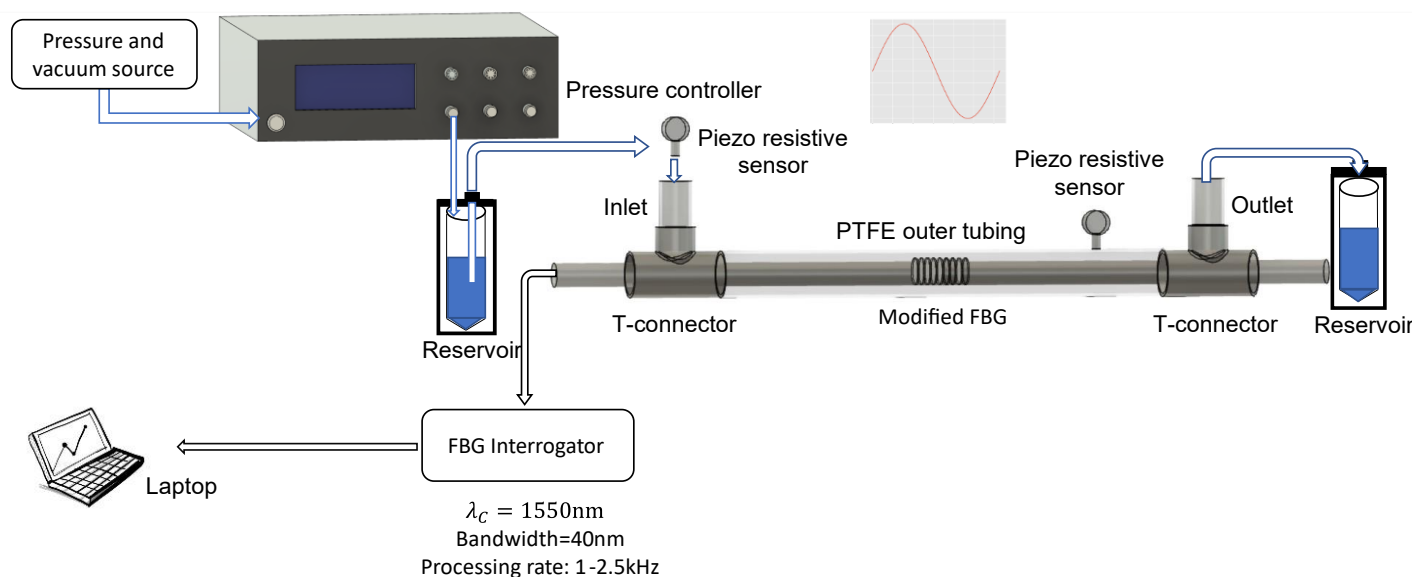 Pressure and
vacuum source
Pressure controller
Piezo resistive
sensor
Piezo resistive
sensor
Inlet
Outlet
PTFE outer tubing
T-connector
Modified FBG
T-connector
Reservoir
Reservoir
FBG Interrogator
Laptop
λ_C = 1550nm
Bandwidth=40nm
Processing rate: 1-2.5kHz